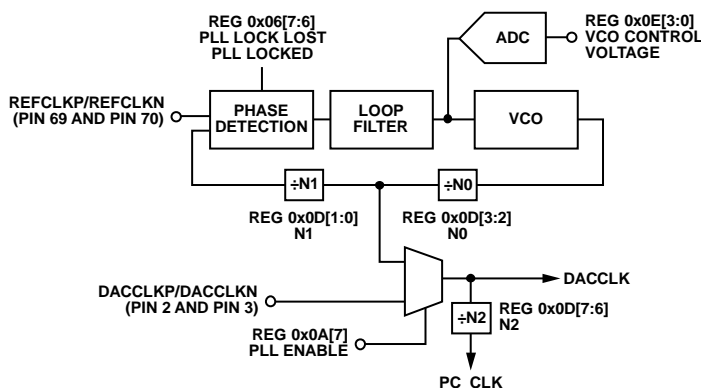 REG 0x06[7:6]
PLL LOCK LOST
PLL LOCKED
REG 0x0E[3:0]
VCO CONTROL
VOLTAGE
ADC
REFCLKP/REFCLKN
(PIN 69 AND PIN 70)
PHASE
DETECTION
LOOP
FILTER
VCO
÷N1
÷N0
REG 0x0D[1:0]
N1
REG 0x0D[3:2]
N0
DACCLKP/DACCLKN
(PIN 2 AND PIN 3)
DACCLK
÷N2
REG 0x0D[7:6]
N2
REG 0x0A[7]
PLL ENABLE
PC_CLK